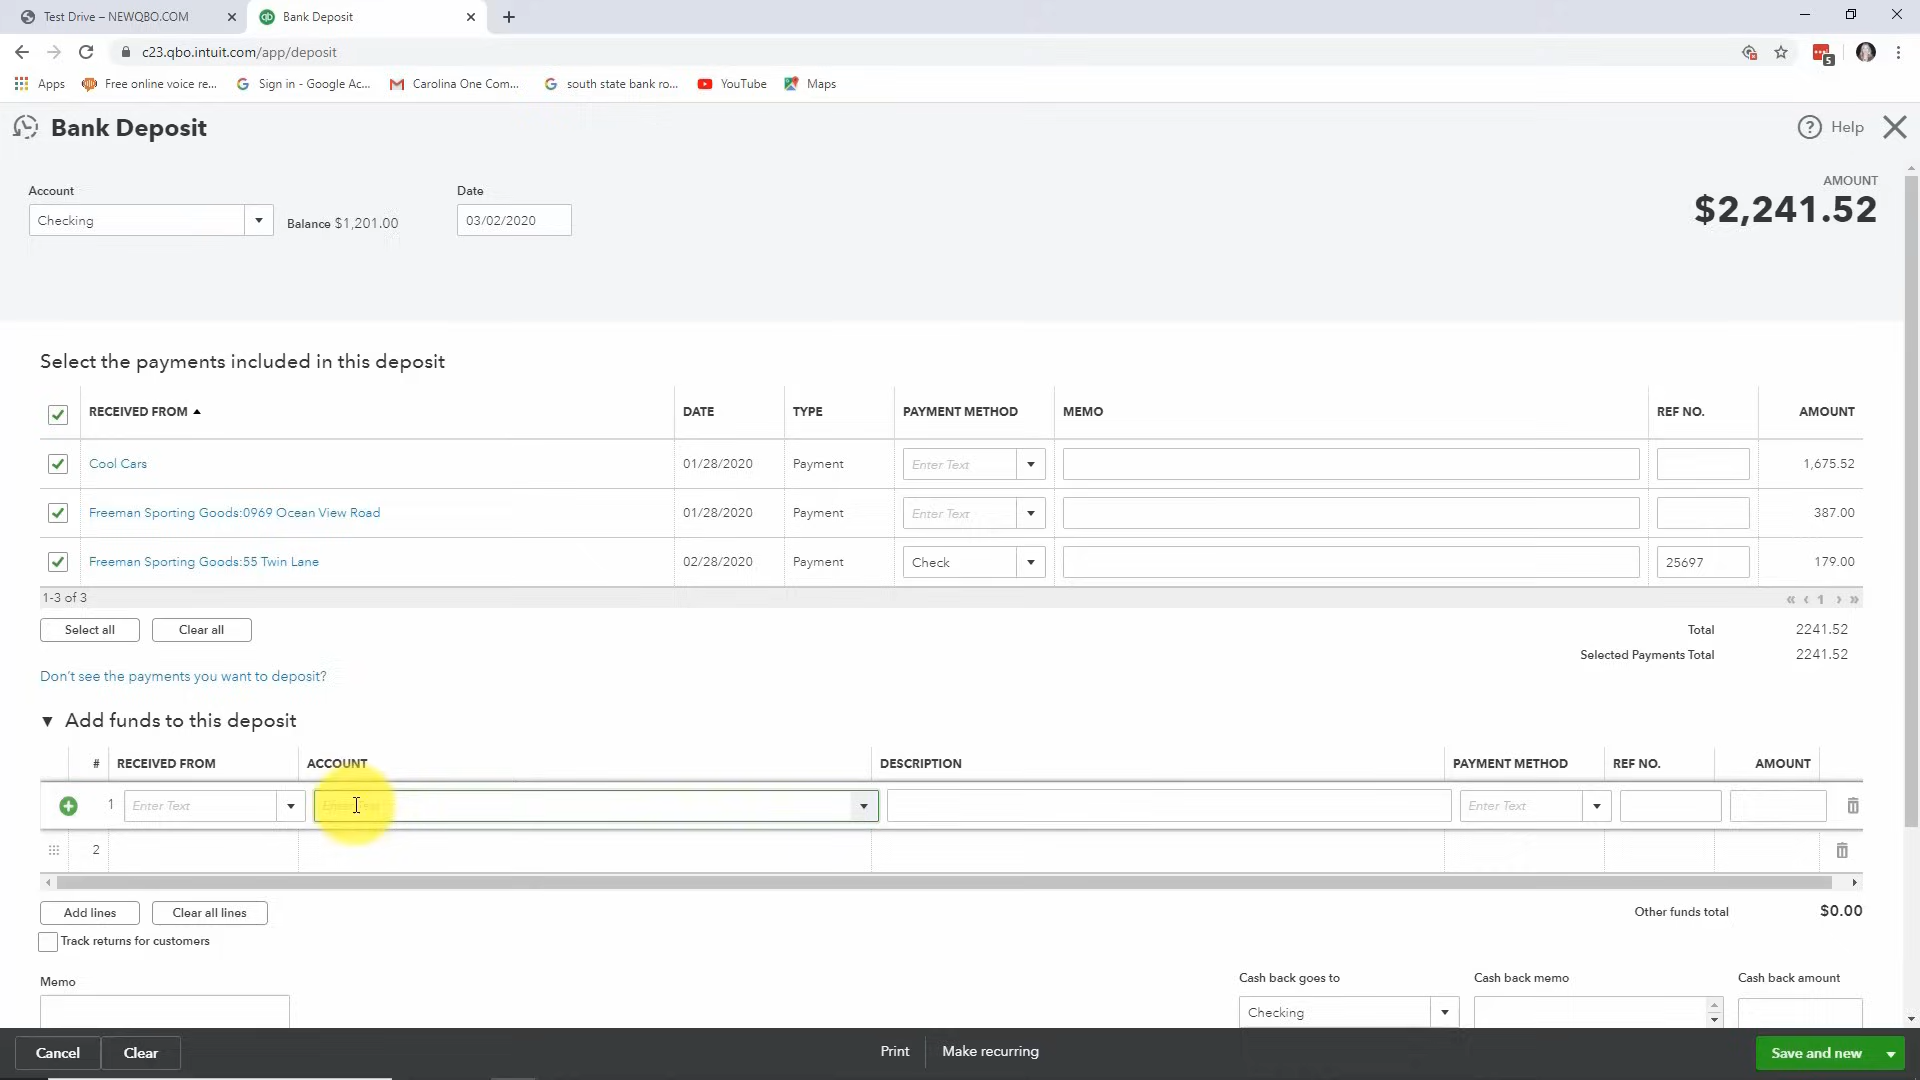 Test Drive – NEWQBO.COM
Bank Deposit
c23.qbo.intuit.com/app/deposit
5
Apps
Free online voice re...
Sign in - Google Ac...
Carolina One Com...
south state bank ro...
YouTube
Maps
Bank Deposit
Help
Account
Date
AMOUNT
Checking
Balance $1,201.00
03/02/2020
$2,241.52
Select the payments included in this deposit
RECEIVED FROM DATE TYPE PAYMENT METHOD MEMO REF NO. AMOUNT
Cool Cars 01/28/2020 Payment Enter Text 1,675.52
Freeman Sporting Goods:0969 Ocean View Road 01/28/2020 Payment Enter Text 387.00
Freeman Sporting Goods:55 Twin Lane 02/28/2020 Payment Check 25697 179.00
1-3 of 3
« ‹ 1 › »
Select all
Clear all
Total 2241.52
Selected Payments Total 2241.52
Don't see the payments you want to deposit?
Add funds to this deposit
# RECEIVED FROM ACCOUNT DESCRIPTION PAYMENT METHOD REF NO. AMOUNT
1 Enter Text Enter Text
2
Add lines
Clear all lines
Other funds total $0.00
Track returns for customers
Memo
Cash back goes to
Cash back memo
Cash back amount
Checking
Cancel
Clear
Print
Make recurring
Save and new